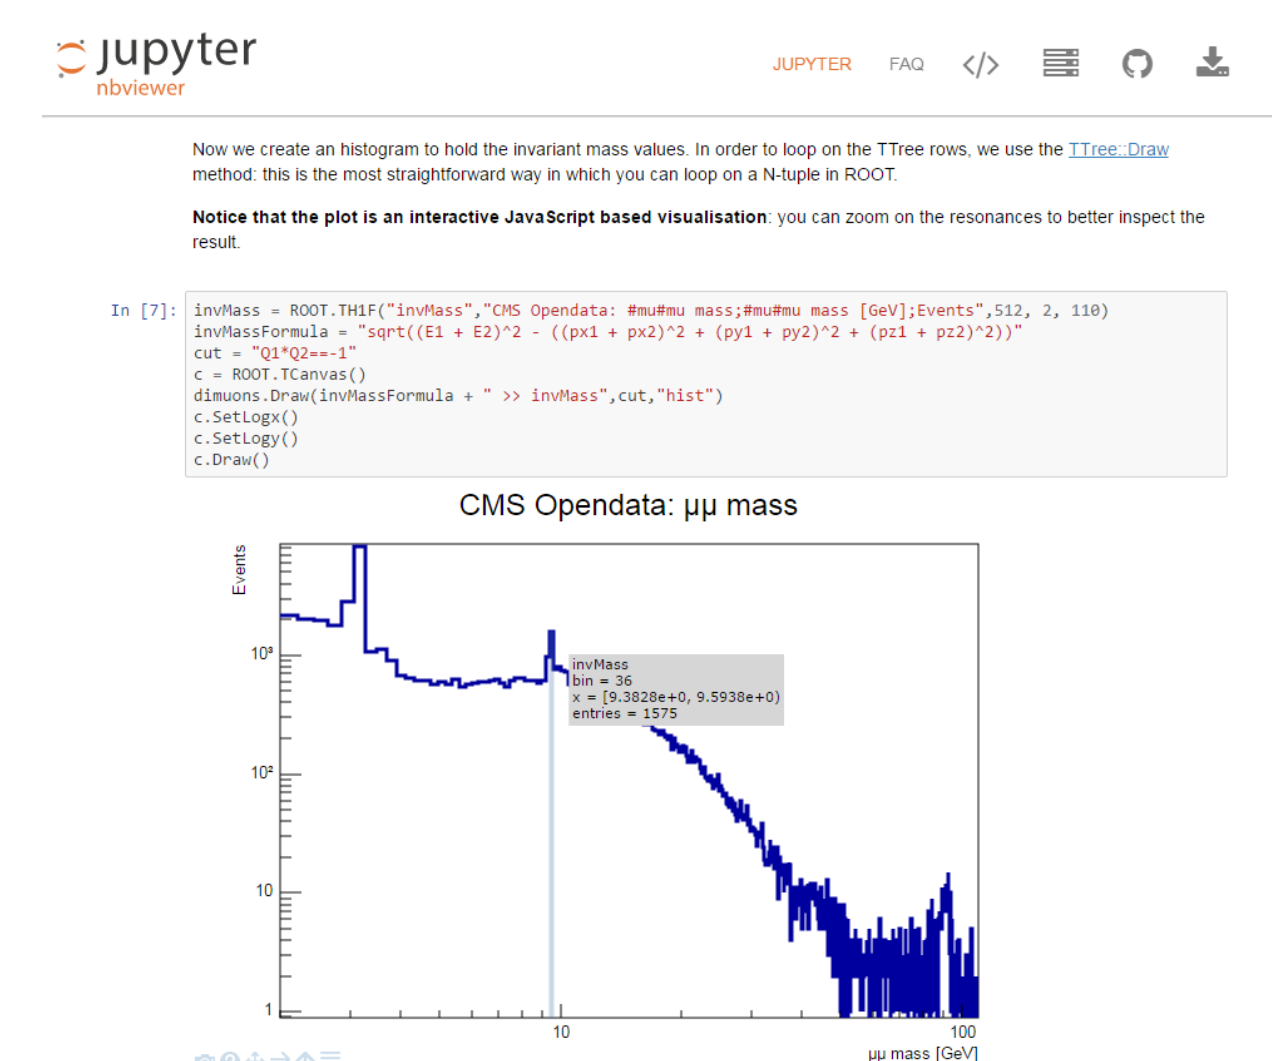 jupyter
nbviewer
JUPYTER FAQ </>
Now we create an histogram to hold the invariant mass values. In order to loop on the TTree rows, we use the TTree::Draw
method: this is the most straightforward way in which you can loop on a N-tuple in ROOT.
Notice that the plot is an interactive JavaScript based visualisation: you can zoom on the resonances to better inspect the
result.
In [7]: invMass = ROOT.TH1F("invMass","CMS Opendata: #mu#mu mass;#mu#mu mass [GeV];Events",512, 2, 110)
invMassFormula = "sqrt((E1 + E2)^2 - ((px1 + px2)^2 + (py1 + py2)^2 + (pz1 + pz2)^2))"
cut = "Q1*Q2==-1"
c = ROOT.TCanvas()
dimuons.Draw(invMassFormula + " >> invMass",cut,"hist")
c.SetLogx()
c.SetLogy()
c.Draw()
CMS Opendata: μμ mass
Events
10³
invMass
bin = 36
x = [9.3828e+0, 9.5938e+0)
entries = 1575
10²
10
1
10 100
μμ mass [GeV]